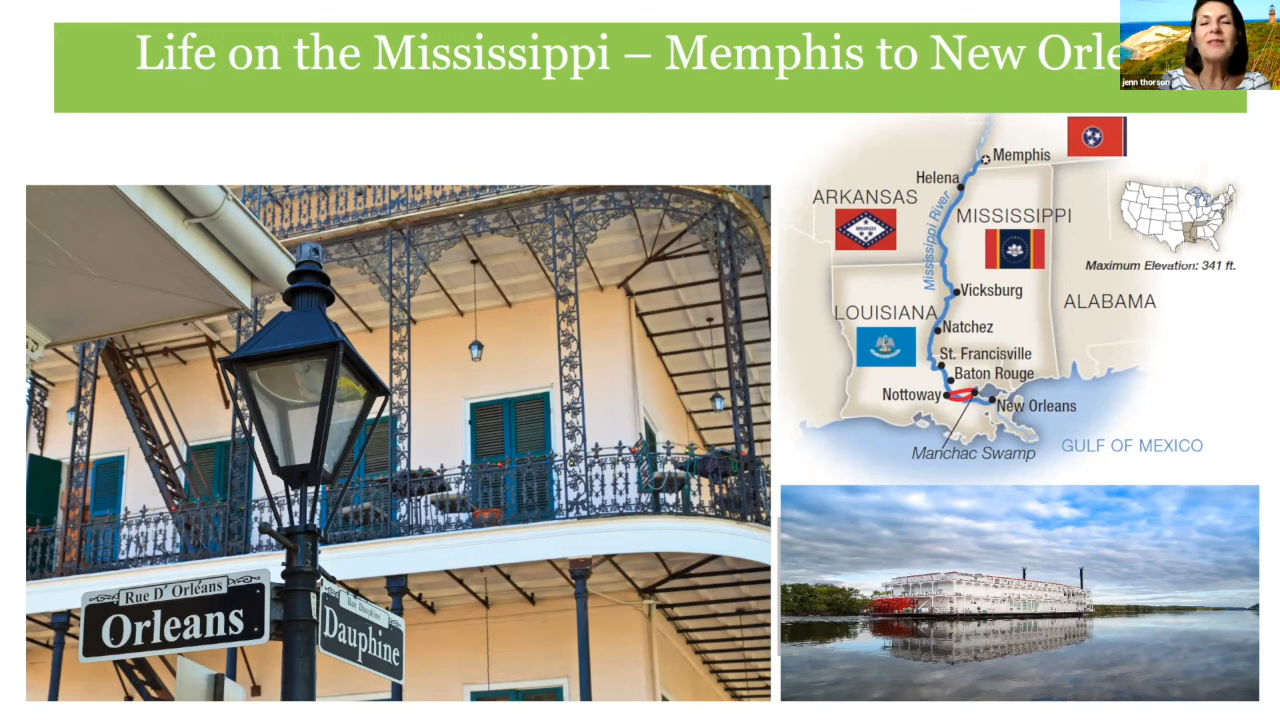 Life on the Mississippi – Memphis to New Orle
jenn thorson
Memphis
Helena
ARKANSAS
Mississippi River
MISSISSIPPI
ARKANSAS
Maximum Elevation: 341 ft.
Vicksburg
ALABAMA
LOUISIANA
Natchez
St. Francisville
Baton Rouge
Nottoway
New Orleans
Manchac Swamp
GULF OF MEXICO
Rue D' Orléans
Orleans
Rue Dauphine
Dauphine